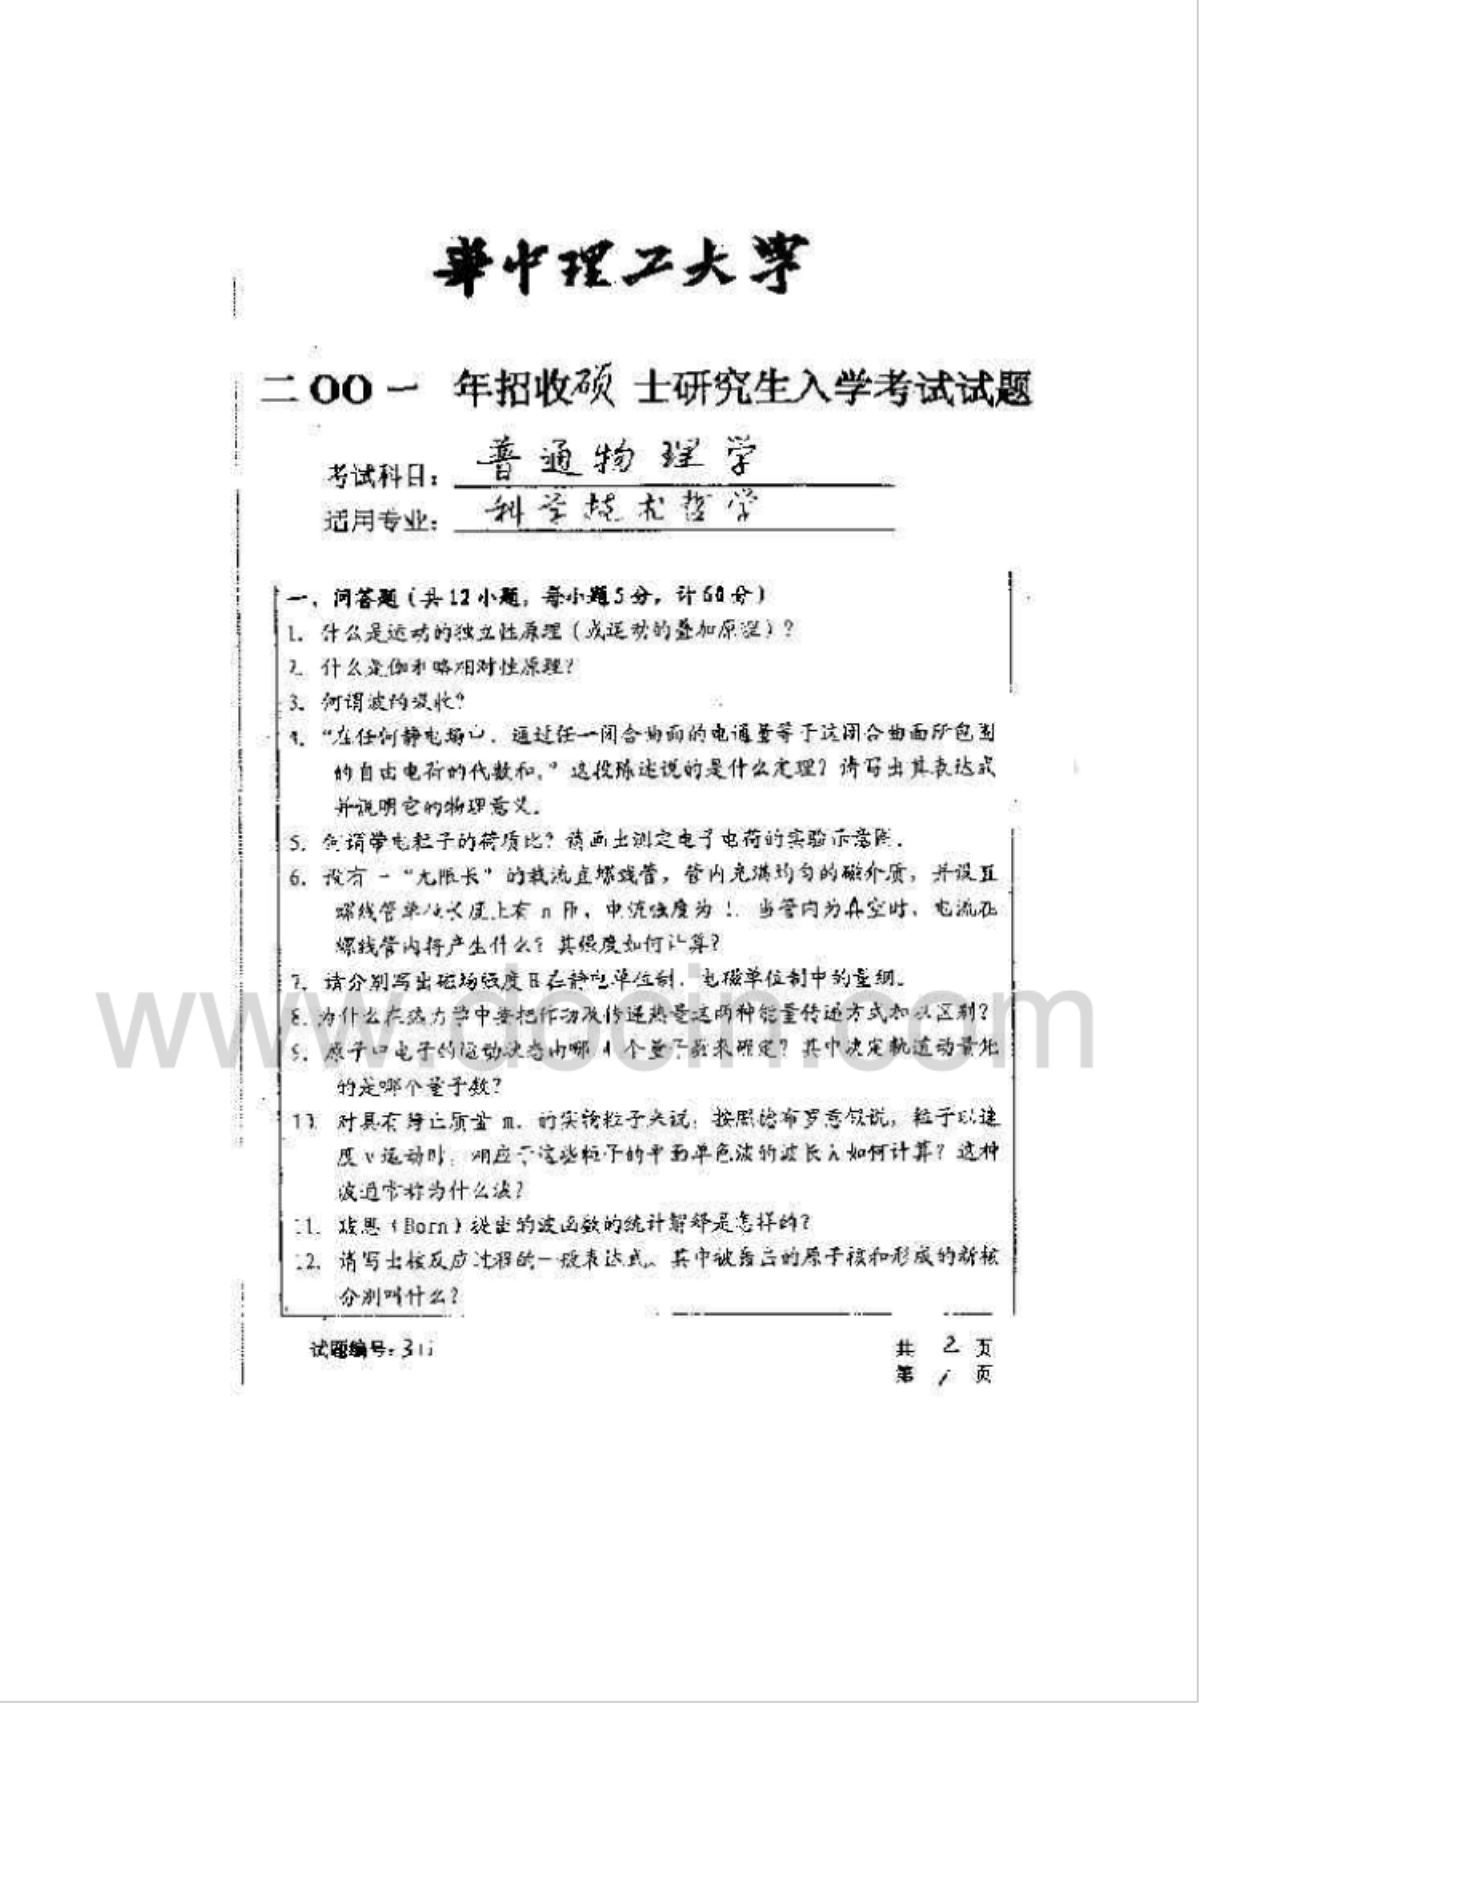 華中理工大学
二〇〇一 年招收硕 士研究生入学考试试题
考试科目： 普通物理学
适用专业： 科学技术哲学
一．问答题（共12小题，每小题5分，计60分）
1. 什么是运动的独立性原理（或运动的叠加原理）？
2. 什么是伽利略相对性原理？
3. 何谓波的吸收？
4. “在任何静电场中，通过任一闭合曲面的电通量等于这闭合曲面所包围
的自由电荷的代数和。”这段陈述说的是什么定理？请写出其表达式
并说明它的物理意义。
5. 何谓带电粒子的荷质比？请画出测定电子电荷的实验示意图．
6. 设有一“无限长”的载流直螺线管，管内充满均匀的磁介质，并设直
螺线管单位长度上有 n 匝，电流强度为 I．当管内为真空时，电流在
螺线管内将产生什么？其强度如何计算？
7. 请分别写出磁场强度 H 在静电单位制、电磁单位制中的量纲。
8. 为什么在热力学中要把作功及传递热量这两种能量传递方式加以区别？
9. 原子中电子的运动状态由哪 4 个量子数来确定？其中决定轨道动量矩
的是哪个量子数？
10. 对具有静止质量 m. 的实物粒子来说，按照德布罗意假说，粒子以速
度 v 运动时，相应于这些粒子的平面单色波的波长 λ 如何计算？这种
波通常称为什么波？
11. 玻恩（Born）提出的波函数的统计解释是怎样的？
12. 请写出核反应过程的一般表达式。其中被轰击的原子核和形成的新核
分别叫什么？
试题编号：31
共 2 页
第 1 页
www.docin.com